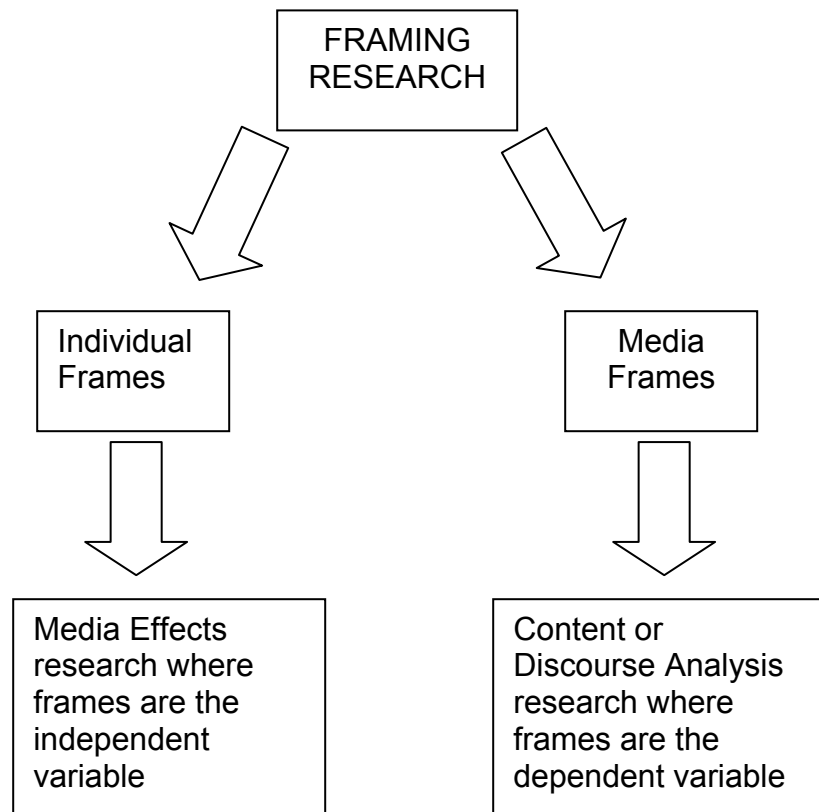 FRAMING
RESEARCH
Individual
Frames
Media
Frames
Media Effects
research where
frames are the
independent
variable
Content or
Discourse Analysis
research where
frames are the
dependent variable